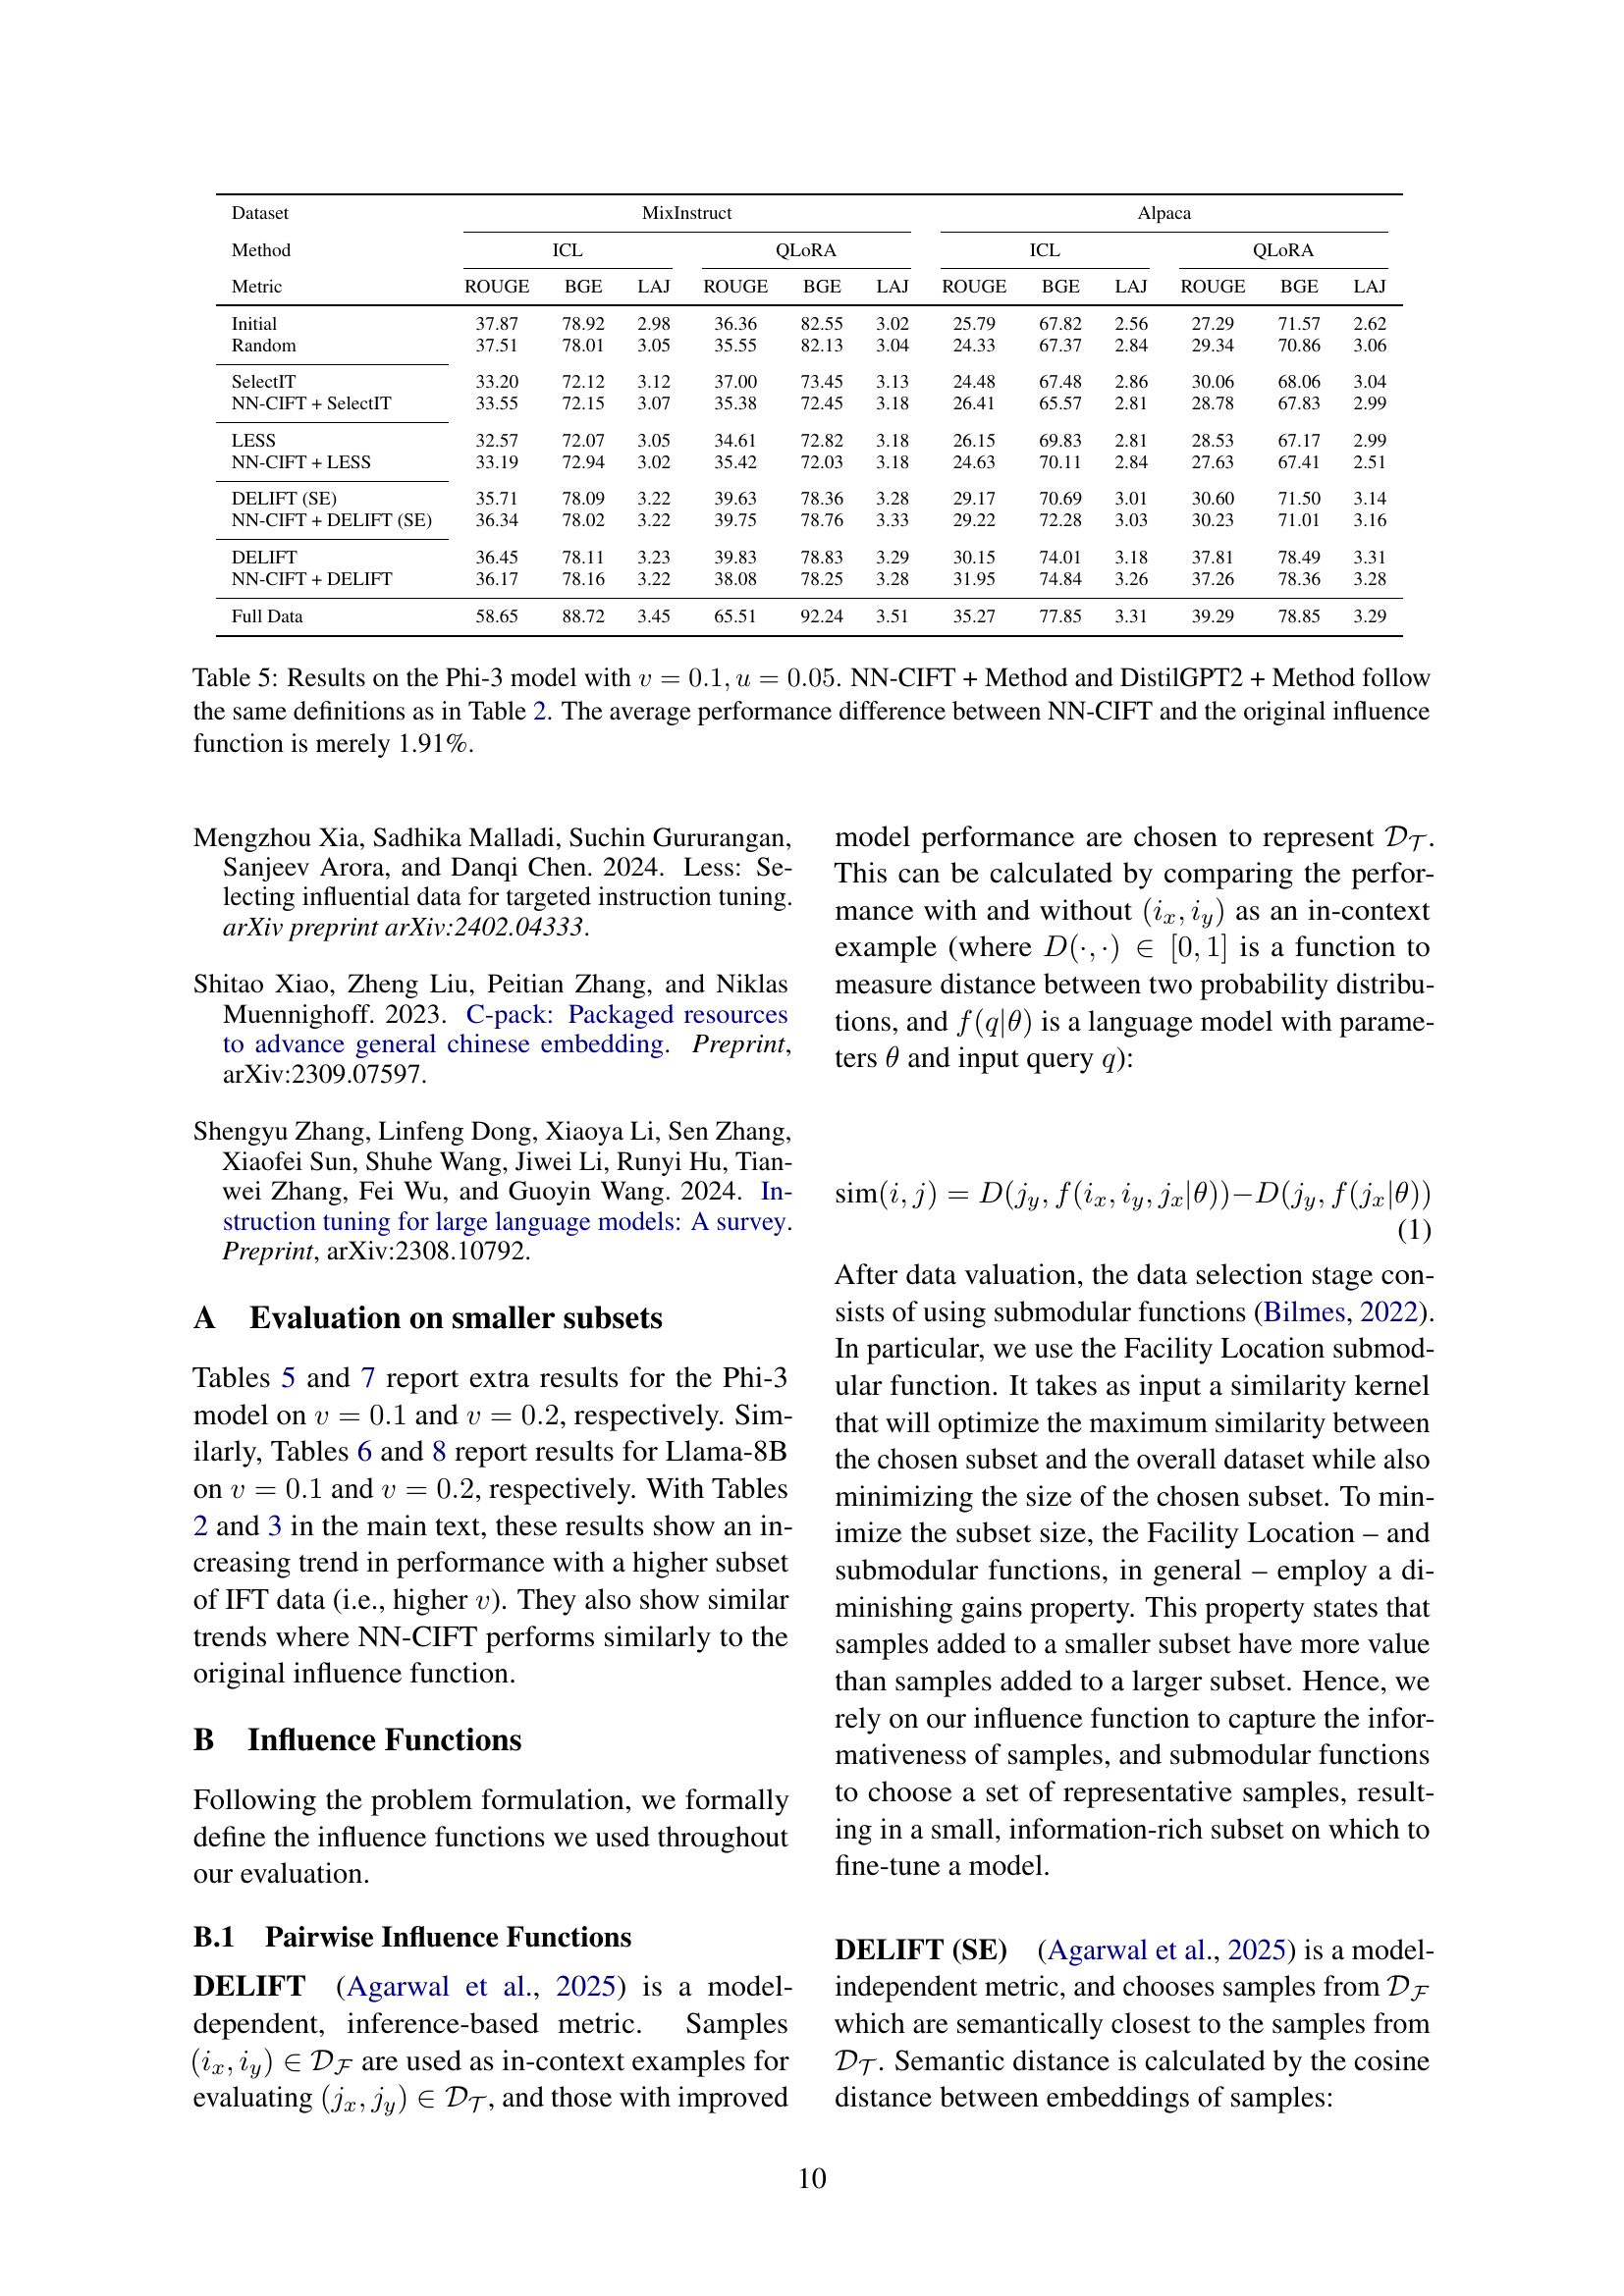 Dataset MixInstruct Alpaca
Method ICL QLoRA ICL QLoRA
Metric ROUGE BGE LAJ ROUGE BGE LAJ ROUGE BGE LAJ ROUGE BGE LAJ
Initial 37.87 78.92 2.98 36.36 82.55 3.02 25.79 67.82 2.56 27.29 71.57 2.62
Random 37.51 78.01 3.05 35.55 82.13 3.04 24.33 67.37 2.84 29.34 70.86 3.06
SelectIT 33.20 72.12 3.12 37.00 73.45 3.13 24.48 67.48 2.86 30.06 68.06 3.04
NN-CIFT + SelectIT 33.55 72.15 3.07 35.38 72.45 3.18 26.41 65.57 2.81 28.78 67.83 2.99
LESS 32.57 72.07 3.05 34.61 72.82 3.18 26.15 69.83 2.81 28.53 67.17 2.99
NN-CIFT + LESS 33.19 72.94 3.02 35.42 72.03 3.18 24.63 70.11 2.84 27.63 67.41 2.51
DELIFT (SE) 35.71 78.09 3.22 39.63 78.36 3.28 29.17 70.69 3.01 30.60 71.50 3.14
NN-CIFT + DELIFT (SE) 36.34 78.02 3.22 39.75 78.76 3.33 29.22 72.28 3.03 30.23 71.01 3.16
DELIFT 36.45 78.11 3.23 39.83 78.83 3.29 30.15 74.01 3.18 37.81 78.49 3.31
NN-CIFT + DELIFT 36.17 78.16 3.22 38.08 78.25 3.28 31.95 74.84 3.26 37.26 78.36 3.28
Full Data 58.65 88.72 3.45 65.51 92.24 3.51 35.27 77.85 3.31 39.29 78.85 3.29
Table 5: Results on the Phi-3 model with v = 0.1, u = 0.05. NN-CIFT + Method and DistilGPT2 + Method follow
the same definitions as in Table 2. The average performance difference between NN-CIFT and the original influence
function is merely 1.91%.
Mengzhou Xia, Sadhika Malladi, Suchin Gururangan,
Sanjeev Arora, and Danqi Chen. 2024. Less: Se-
lecting influential data for targeted instruction tuning.
arXiv preprint arXiv:2402.04333.
Shitao Xiao, Zheng Liu, Peitian Zhang, and Niklas
Muennighoff. 2023. C-pack: Packaged resources
to advance general chinese embedding. Preprint,
arXiv:2309.07597.
Shengyu Zhang, Linfeng Dong, Xiaoya Li, Sen Zhang,
Xiaofei Sun, Shuhe Wang, Jiwei Li, Runyi Hu, Tian-
wei Zhang, Fei Wu, and Guoyin Wang. 2024. In-
struction tuning for large language models: A survey.
Preprint, arXiv:2308.10792.
A Evaluation on smaller subsets
Tables 5 and 7 report extra results for the Phi-3
model on v = 0.1 and v = 0.2, respectively. Sim-
ilarly, Tables 6 and 8 report results for Llama-8B
on v = 0.1 and v = 0.2, respectively. With Tables
2 and 3 in the main text, these results show an in-
creasing trend in performance with a higher subset
of IFT data (i.e., higher v). They also show similar
trends where NN-CIFT performs similarly to the
original influence function.
B Influence Functions
Following the problem formulation, we formally
define the influence functions we used throughout
our evaluation.
B.1 Pairwise Influence Functions
DELIFT (Agarwal et al., 2025) is a model-
dependent, inference-based metric. Samples
(i_x, i_y) ∈ D_F are used as in-context examples for
evaluating (j_x, j_y) ∈ D_T, and those with improved
model performance are chosen to represent D_T.
This can be calculated by comparing the perfor-
mance with and without (i_x, i_y) as an in-context
example (where D(·, ·) ∈ [0, 1] is a function to
measure distance between two probability distribu-
tions, and f(q|θ) is a language model with parame-
ters θ and input query q):
sim(i, j) = D(j_y, f(i_x, i_y, j_x|θ))−D(j_y, f(j_x|θ))
(1)
After data valuation, the data selection stage con-
sists of using submodular functions (Bilmes, 2022).
In particular, we use the Facility Location submod-
ular function. It takes as input a similarity kernel
that will optimize the maximum similarity between
the chosen subset and the overall dataset while also
minimizing the size of the chosen subset. To min-
imize the subset size, the Facility Location – and
submodular functions, in general – employ a di-
minishing gains property. This property states that
samples added to a smaller subset have more value
than samples added to a larger subset. Hence, we
rely on our influence function to capture the infor-
mativeness of samples, and submodular functions
to choose a set of representative samples, result-
ing in a small, information-rich subset on which to
fine-tune a model.
DELIFT (SE) (Agarwal et al., 2025) is a model-
independent metric, and chooses samples from D_F
which are semantically closest to the samples from
D_T. Semantic distance is calculated by the cosine
distance between embeddings of samples:
10